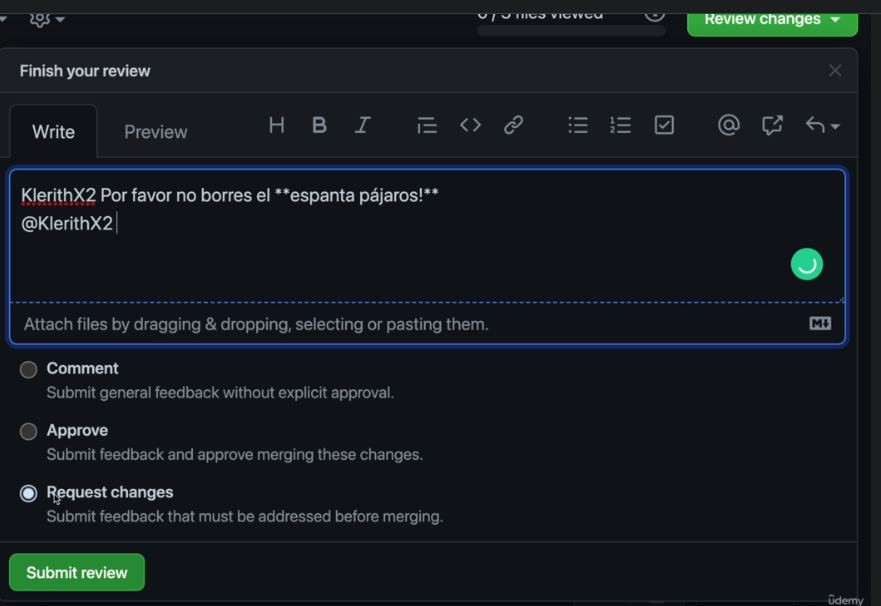 0 / 3 files viewed
Review changes
Finish your review
Write
Preview
KlerithX2 Por favor no borres el **espanta pájaros!**
@KlerithX2
Attach files by dragging & dropping, selecting or pasting them.
Comment
Submit general feedback without explicit approval.
Approve
Submit feedback and approve merging these changes.
Request changes
Submit feedback that must be addressed before merging.
Submit review
ûdemy